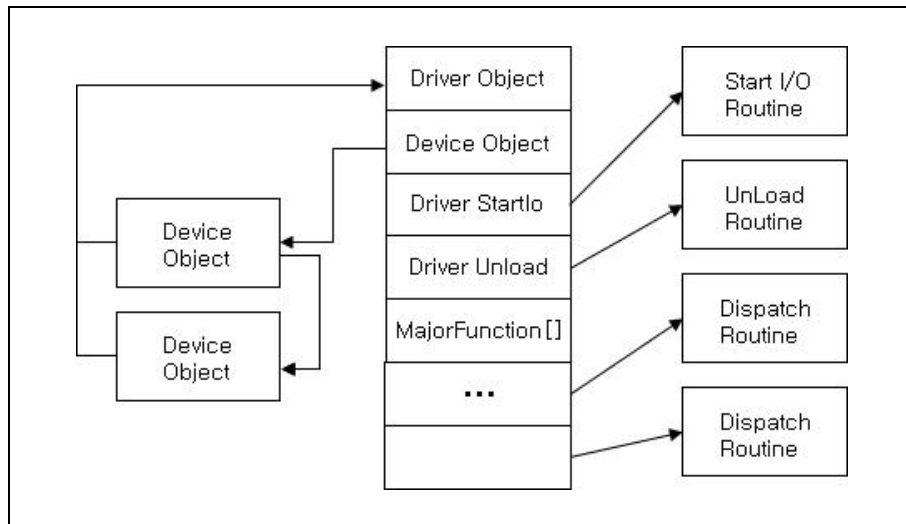 Driver Object
Device Object
Driver StartIo
Driver Unload
MajorFunction[]
...
Device
Object
Device
Object
Start I/O
Routine
UnLoad
Routine
Dispatch
Routine
Dispatch
Routine